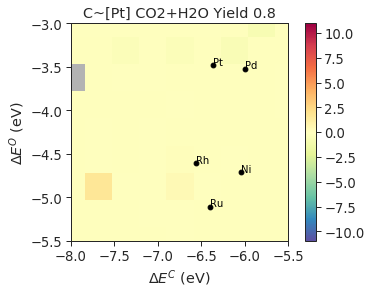 C~[Pt] CO2+H2O Yield 0.8
ΔE^O (eV)
−3.0
−3.5
−4.0
−4.5
−5.0
−5.5
Pt
Pd
Rh
Ni
Ru
−8.0 −7.5 −7.0 −6.5 −6.0 −5.5
ΔE^C (eV)
10.0
7.5
5.0
2.5
0.0
−2.5
−5.0
−7.5
−10.0